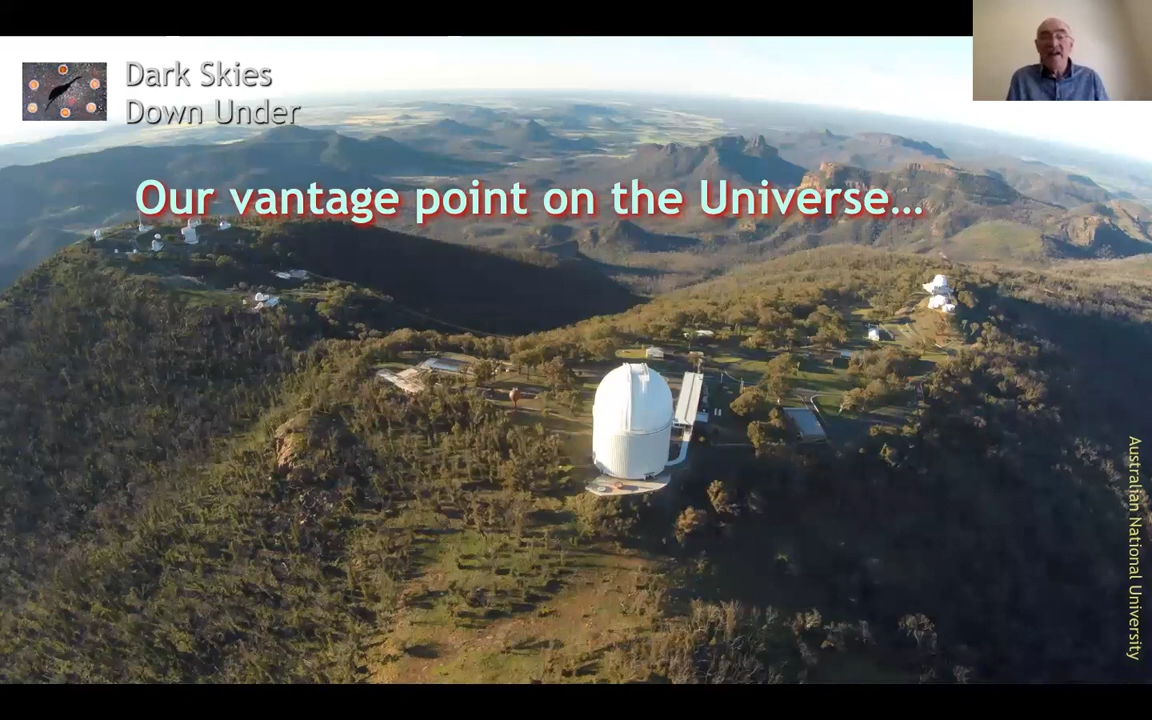 Dark Skies
Down Under
Our vantage point on the Universe...
Australian National University